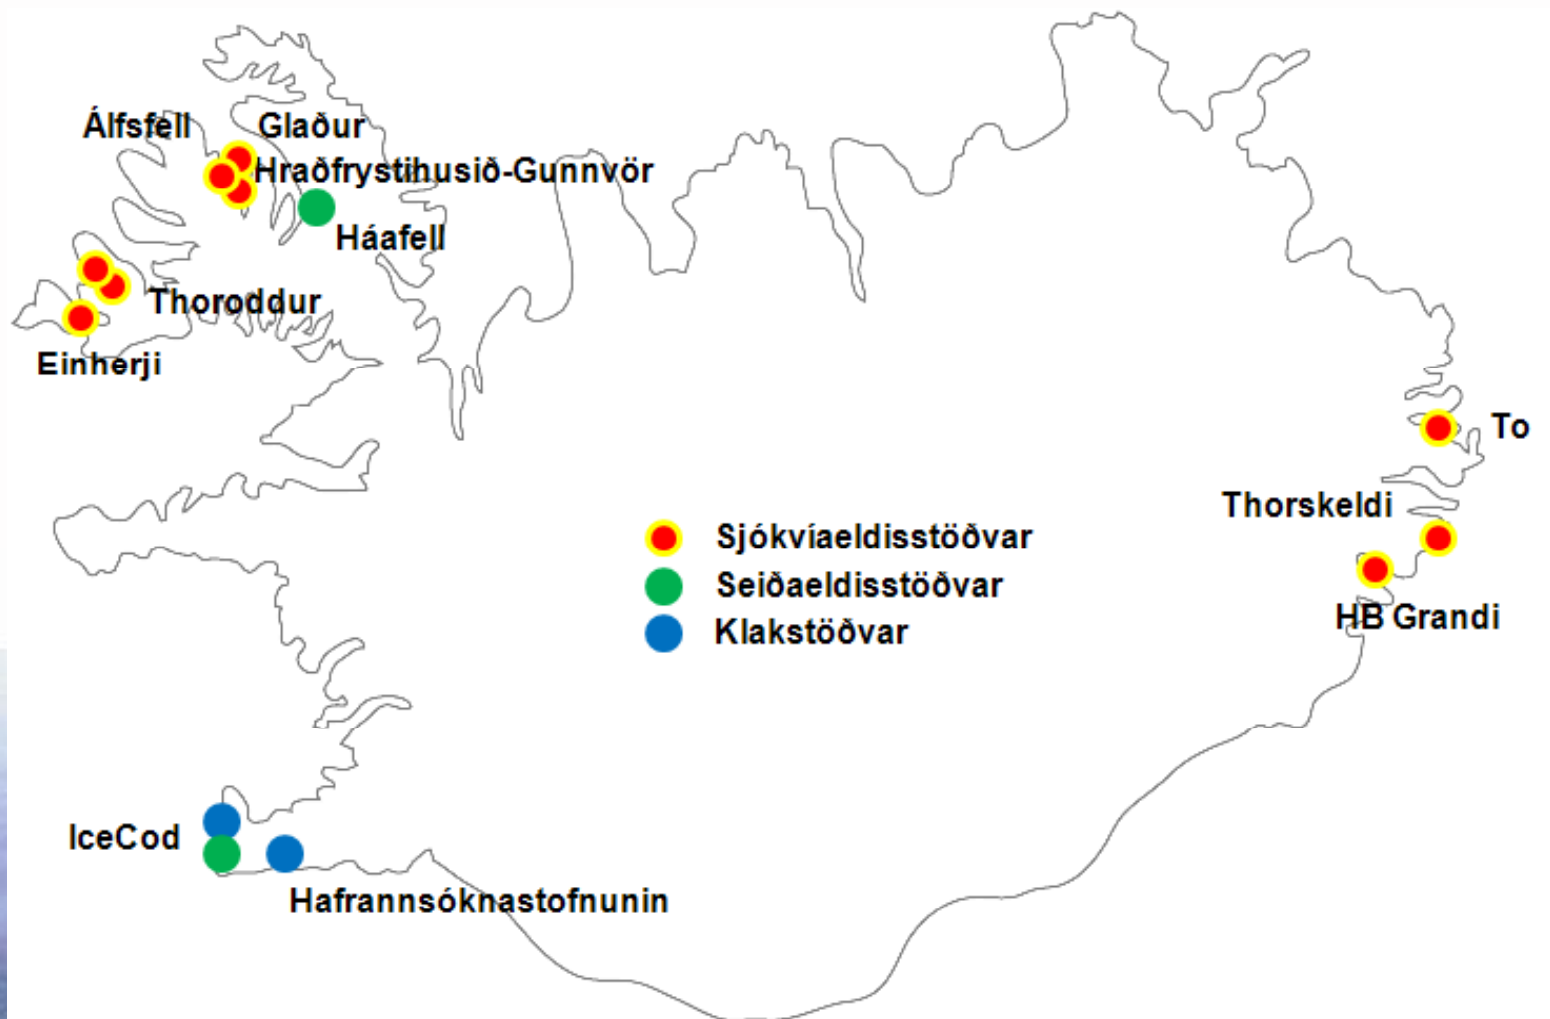 Álfsfell
Glaður
Hraðfrystihusið-Gunnvör
Háafell
Thoroddur
Einherji
To
Thorskeldi
HB Grandi
Sjókvíaeldisstöðvar
Seiðaeldisstöðvar
Klakstöðvar
IceCod
Hafrannsóknastofnunin